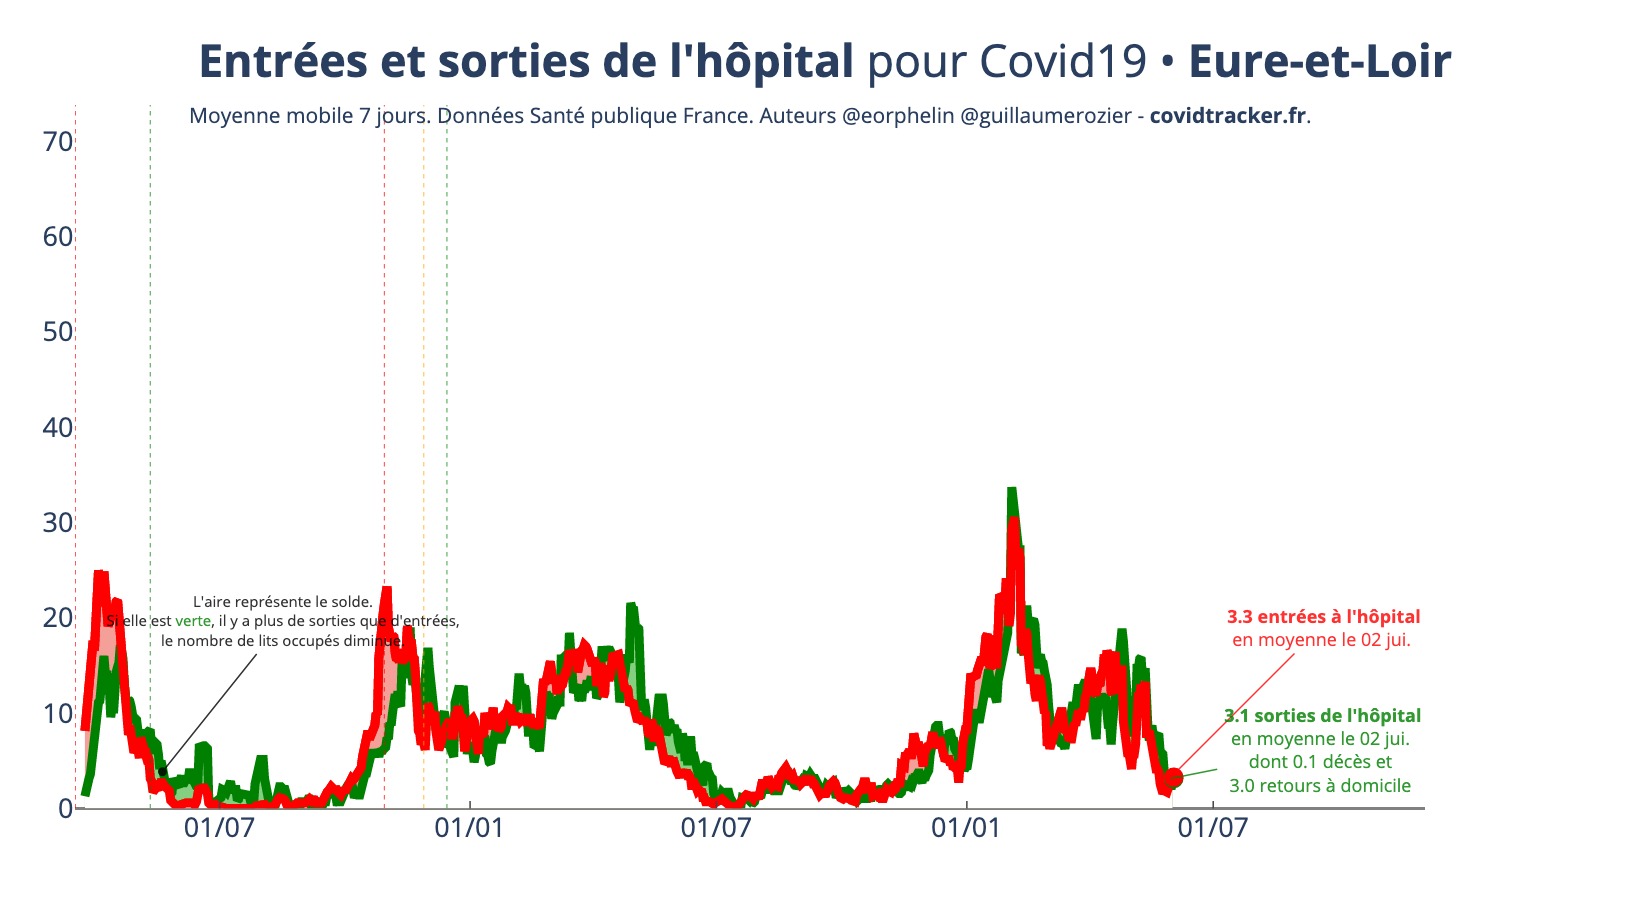 Entrées et sorties de l'hôpital pour Covid19 • Eure-et-Loir
Moyenne mobile 7 jours. Données Santé publique France. Auteurs @eorphelin @guillaumerozier - covidtracker.fr.
70
60
50
40
30
20
10
0
L'aire représente le solde.
Si elle est verte, il y a plus de sorties que d'entrées,
le nombre de lits occupés diminue.
3.3 entrées à l'hôpital
en moyenne le 02 jui.
3.1 sorties de l'hôpital
en moyenne le 02 jui.
dont 0.1 décès et
3.0 retours à domicile
01/07
01/01
01/07
01/01
01/07